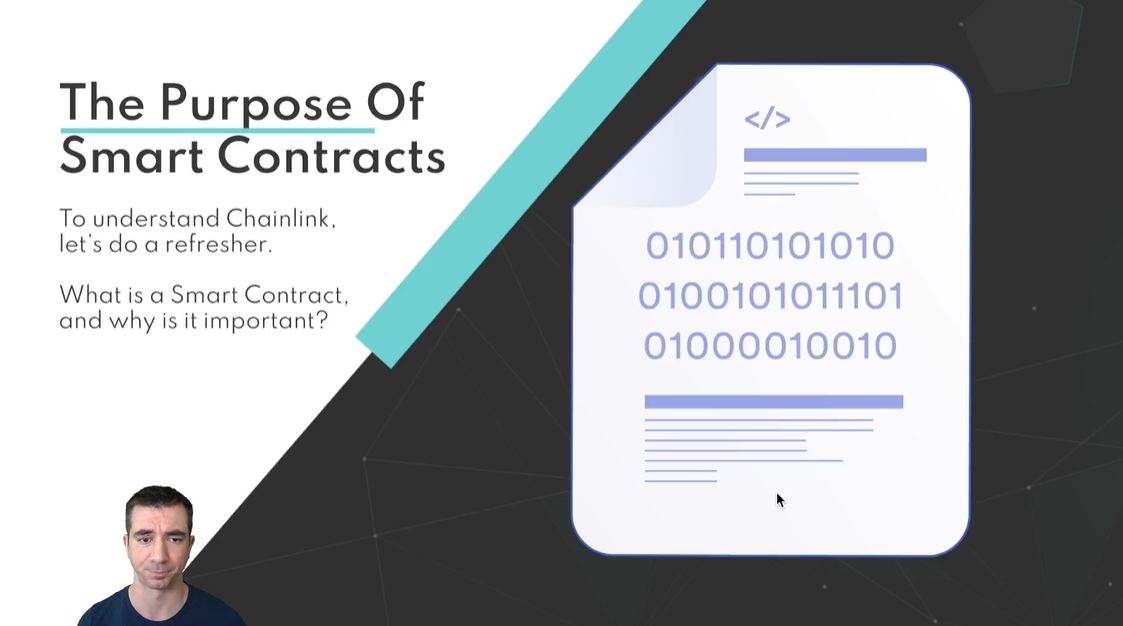 The Purpose Of
Smart Contracts
To understand Chainlink,
let's do a refresher.
What is a Smart Contract,
and why is it important?
</>
010110101010
0100101011101
01000010010